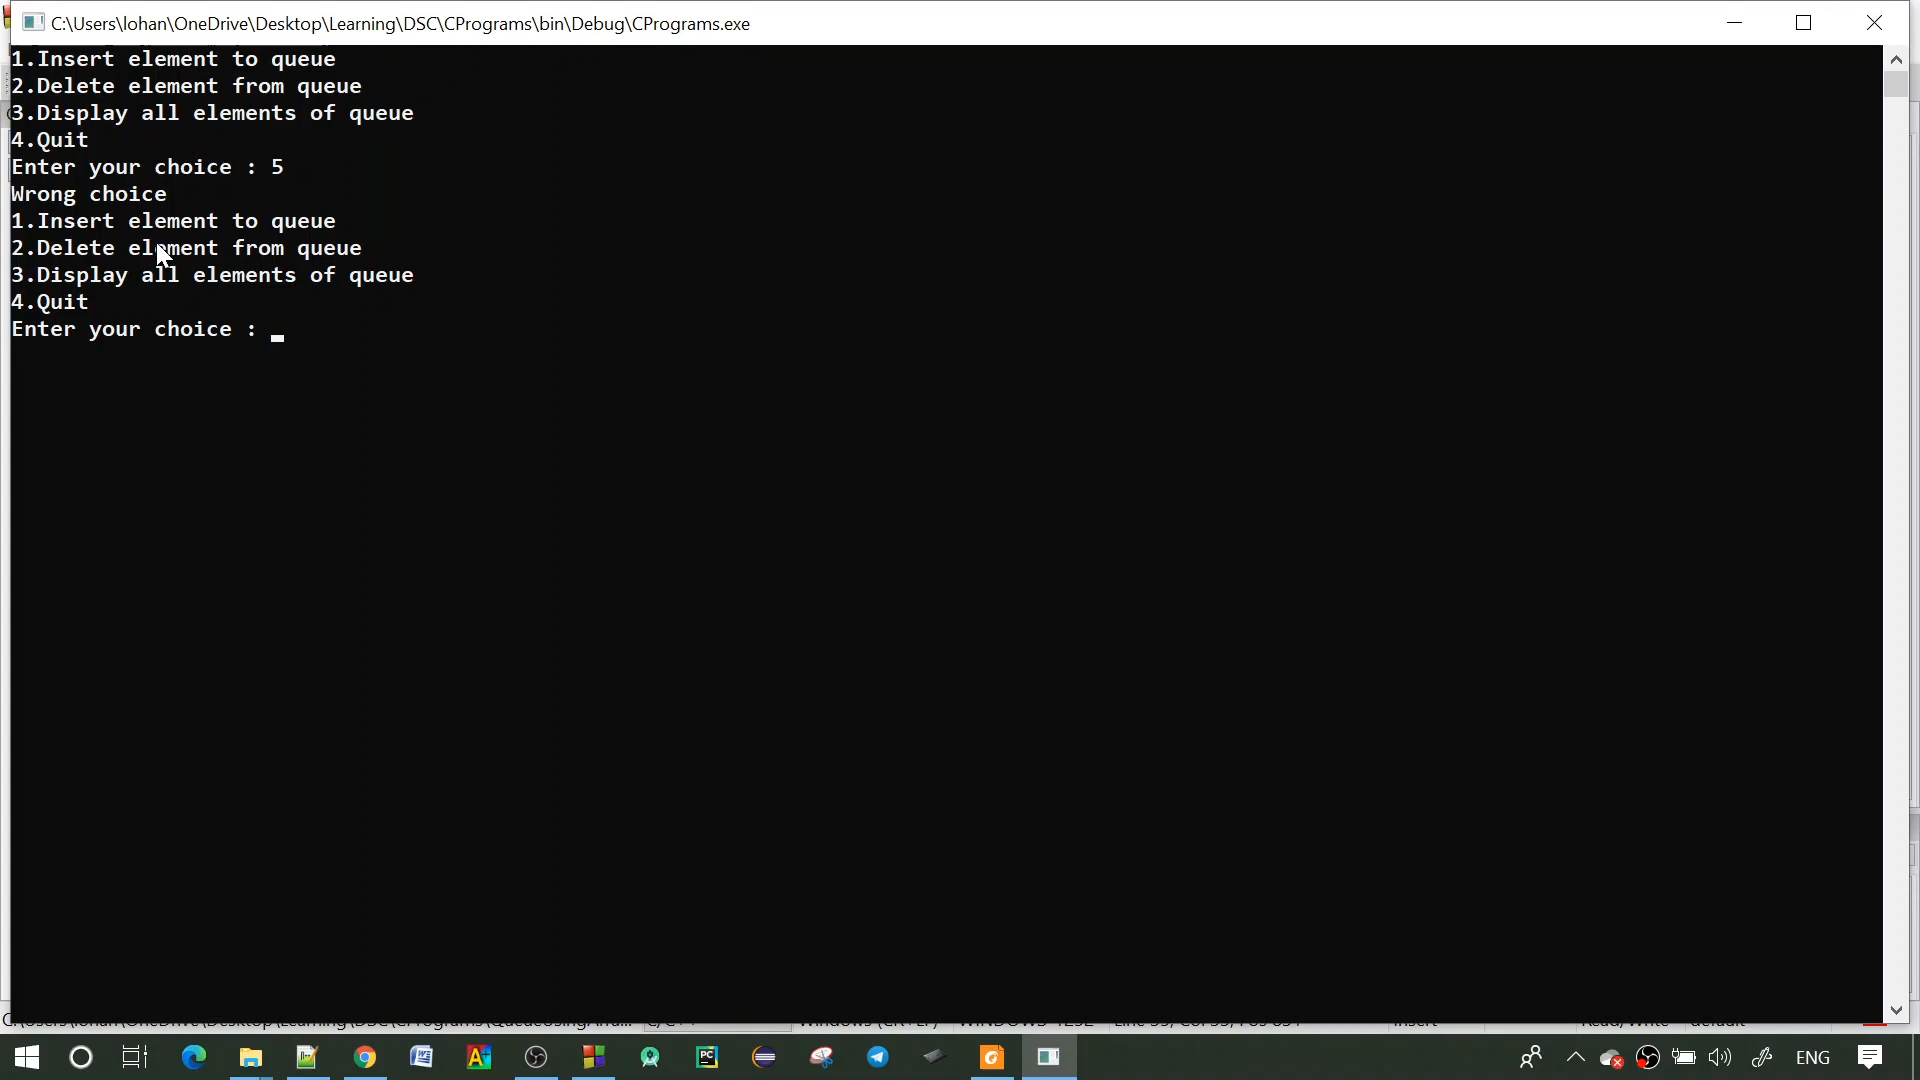 C:\Users\lohan\OneDrive\Desktop\Learning\DSC\CPrograms\bin\Debug\CPrograms.exe
1.Insert element to queue
2.Delete element from queue
3.Display all elements of queue
4.Quit
Enter your choice : 5
Wrong choice
1.Insert element to queue
2.Delete element from queue
3.Display all elements of queue
4.Quit
Enter your choice :
ENG